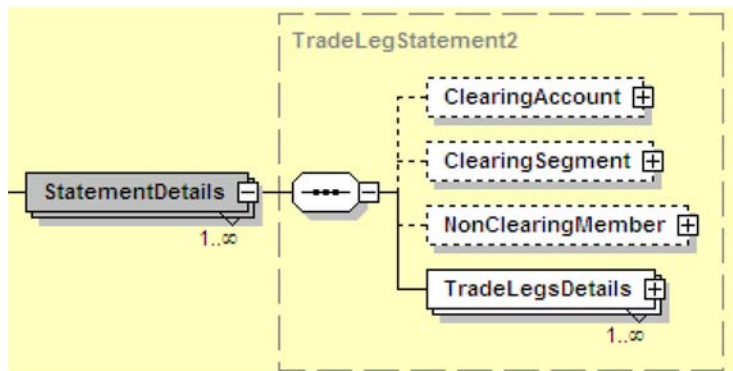 TradeLegStatement2
ClearingAccount
ClearingSegment
StatementDetails
1..∞
NonClearingMember
TradeLegsDetails
1..∞